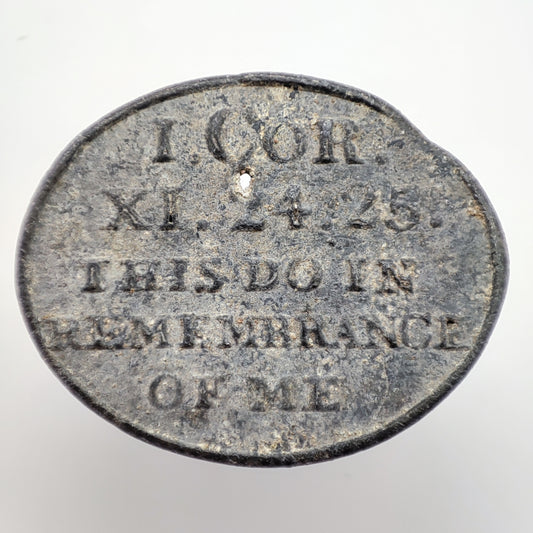 I. COR.
XI. 24. 25.
THIS DO IN
REMEMBRANCE
OF ME